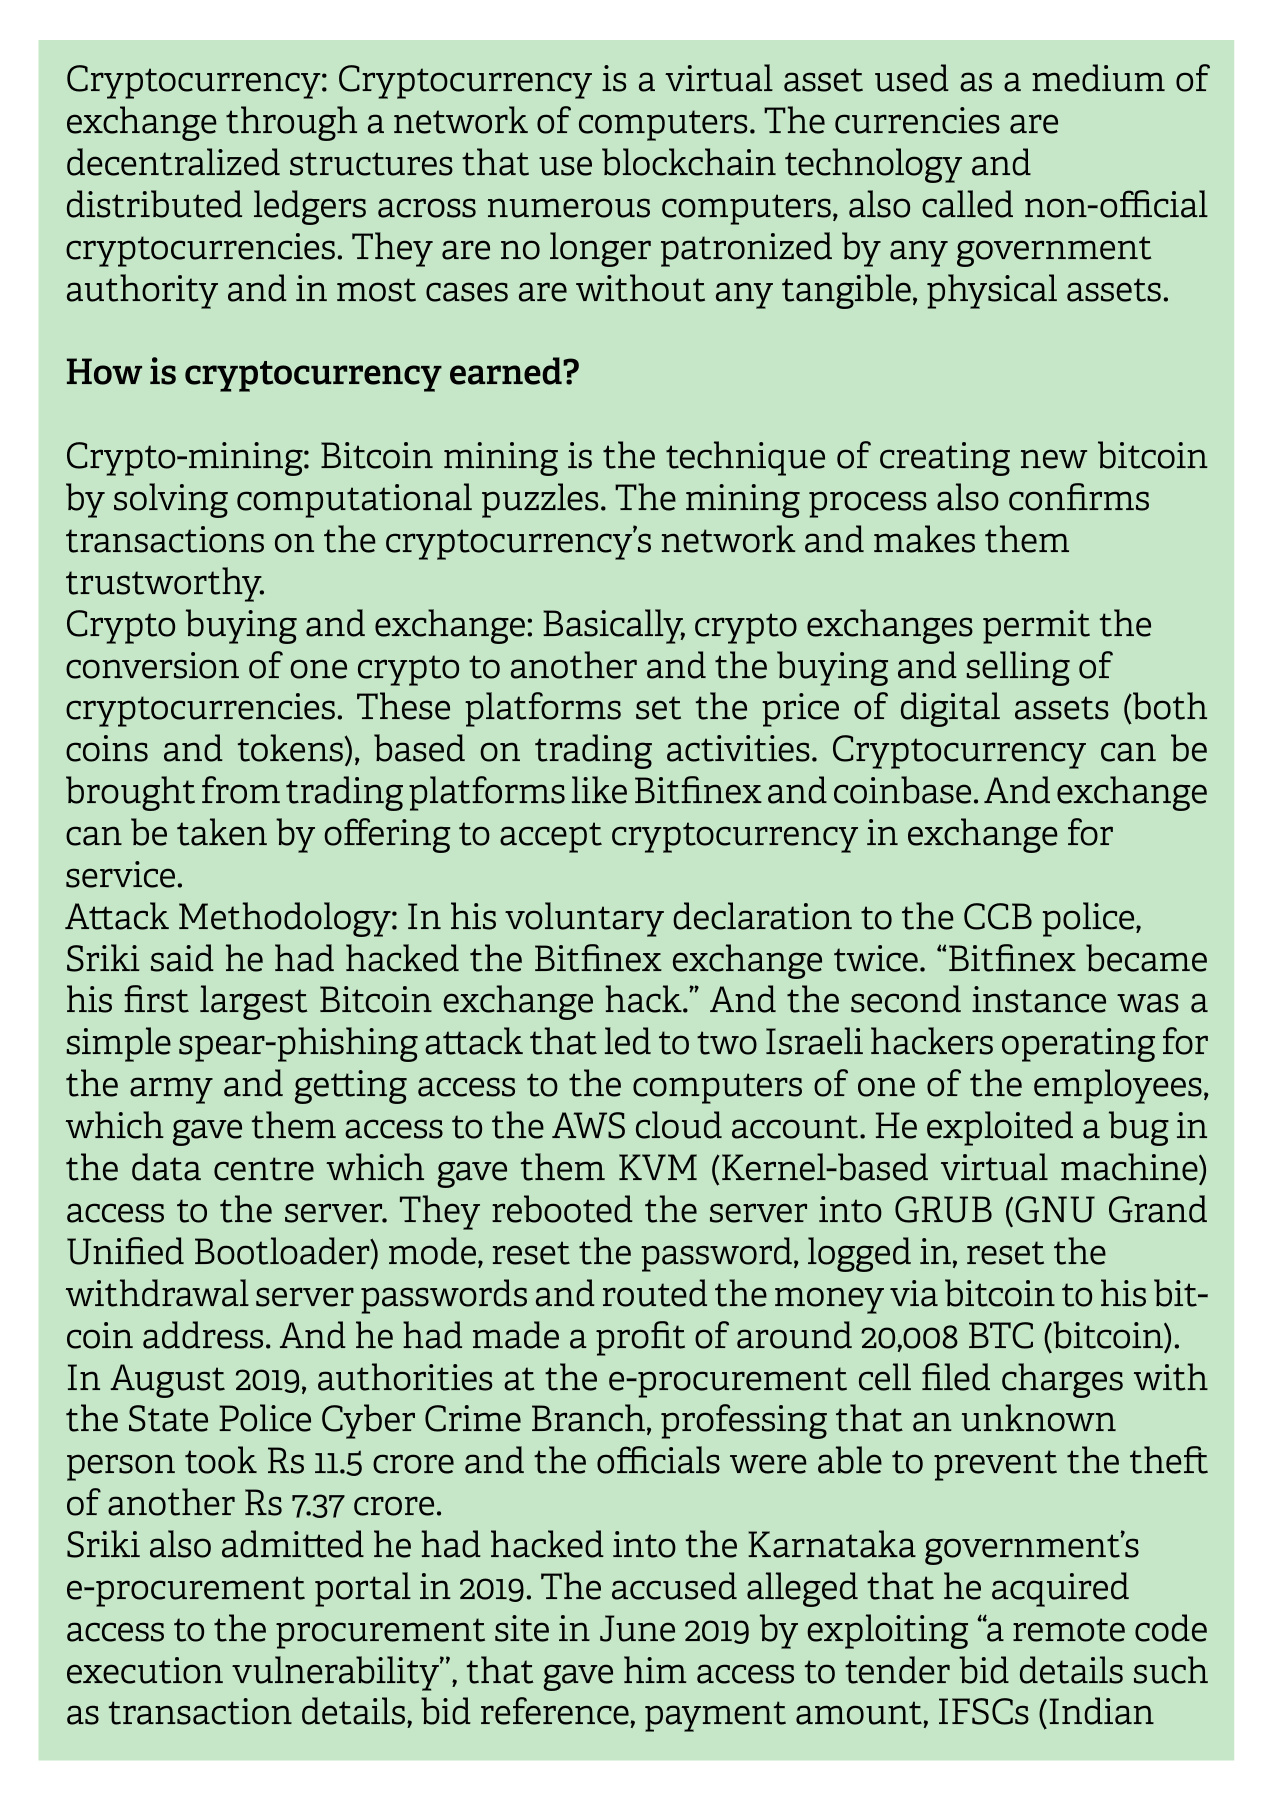 Cryptocurrency: Cryptocurrency is a virtual asset used as a medium of
exchange through a network of computers. The currencies are
decentralized structures that use blockchain technology and
distributed ledgers across numerous computers, also called non-official
cryptocurrencies. They are no longer patronized by any government
authority and in most cases are without any tangible, physical assets.
How is cryptocurrency earned?
Crypto-mining: Bitcoin mining is the technique of creating new bitcoin
by solving computational puzzles. The mining process also confirms
transactions on the cryptocurrency’s network and makes them
trustworthy.
Crypto buying and exchange: Basically, crypto exchanges permit the
conversion of one crypto to another and the buying and selling of
cryptocurrencies. These platforms set the price of digital assets (both
coins and tokens), based on trading activities. Cryptocurrency can be
brought from trading platforms like Bitfinex and coinbase. And exchange
can be taken by offering to accept cryptocurrency in exchange for
service.
Attack Methodology: In his voluntary declaration to the CCB police,
Sriki said he had hacked the Bitfinex exchange twice. “Bitfinex became
his first largest Bitcoin exchange hack.” And the second instance was a
simple spear-phishing attack that led to two Israeli hackers operating for
the army and getting access to the computers of one of the employees,
which gave them access to the AWS cloud account. He exploited a bug in
the data centre which gave them KVM (Kernel-based virtual machine)
access to the server. They rebooted the server into GRUB (GNU Grand
Unified Bootloader) mode, reset the password, logged in, reset the
withdrawal server passwords and routed the money via bitcoin to his bit-
coin address. And he had made a profit of around 20,008 BTC (bitcoin).
In August 2019, authorities at the e-procurement cell filed charges with
the State Police Cyber Crime Branch, professing that an unknown
person took Rs 11.5 crore and the officials were able to prevent the theft
of another Rs 7.37 crore.
Sriki also admitted he had hacked into the Karnataka government’s
e-procurement portal in 2019. The accused alleged that he acquired
access to the procurement site in June 2019 by exploiting “a remote code
execution vulnerability”, that gave him access to tender bid details such
as transaction details, bid reference, payment amount, IFSCs (Indian